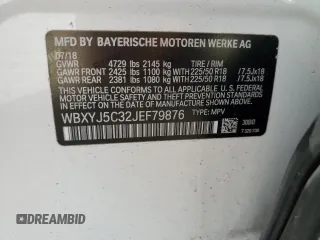 MFD BY BAYERISCHE MOTOREN WERKE AG
07/18
GVWR 4729 lbs 2145 kg TIRE / RIM
GAWR FRONT 2425 lbs 1100 kg WITH 225/50 R18 /7.5Jx18
GAWR REAR 2381 lbs 1080 kg WITH 225/50 R18 /7.5Jx18
THIS VEHICLE CONFORMS TO ALL APPLICABLE U.S. FEDERAL
MOTOR VEHICLE SAFETY, BUMPER, AND THEFT PREVENTION
STANDARDS IN EFFECT ON THE DATE OF MANUFACTURE SHOWN ABOVE.
WBXYJ5C32JEF79876 TYPE: MPV
DREAMBID